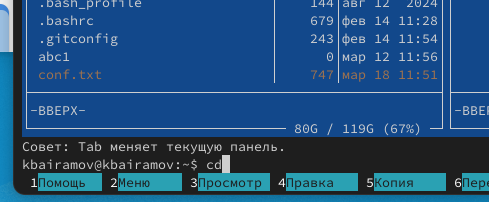 .bash_profile 144 авг 12 2024
.bashrc 679 фев 14 11:28
.gitconfig 243 фев 14 11:54
abc1 0 мар 12 11:56
conf.txt 747 мар 18 11:51
-ВВЕРХ- -ВВЕРХ
80G / 119G (67%)
Совет: Tab меняет текущую панель.
kbairamov@kbairamov:~$ cd
1Помощь 2Меню 3Просмотр 4Правка 5Копия 6Пере